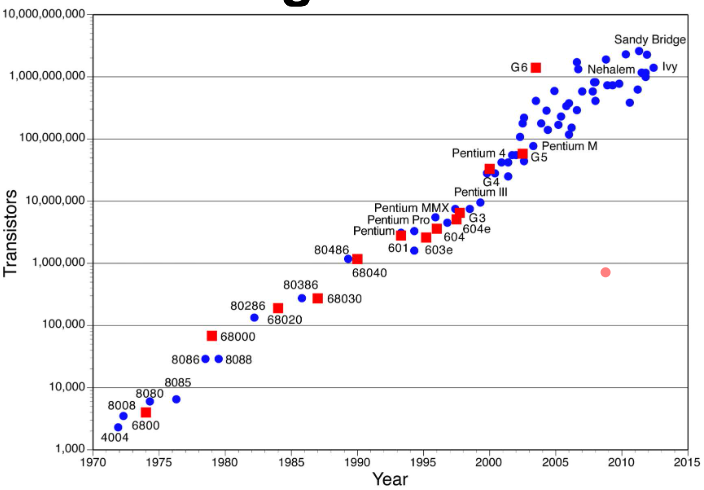 g
10,000,000,000
Sandy Bridge
G6
Nehalem
Ivy
1,000,000,000
100,000,000
Pentium 4
Pentium M
G5
G4
Pentium III
10,000,000
Pentium MMX
Pentium Pro
G3
Pentium
604e
604
601
603e
80486
1,000,000
68040
80386
68030
80286
68020
100,000
68000
8086
8088
8085
10,000
8080
8008
6800
4004
1,000
1970 1975 1980 1985 1990 1995 2000 2005 2010 2015
Year
Transistors